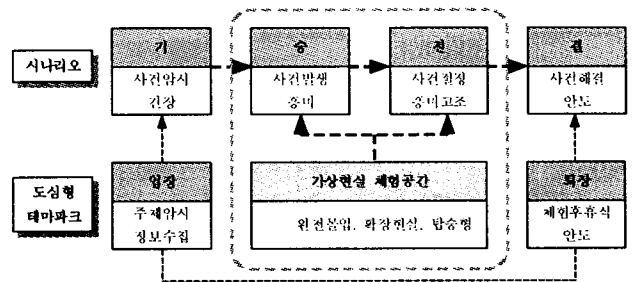 기
승
전
결
시나리오
사건암시
긴장
사건발생
흥미
사건절정
흥미고조
사건해결
안도
입장
가상현실 체험공간
퇴장
도심형
테마파크
주제암시
정보수집
완전몰입, 확장현실, 탑승형
체험후휴식
안도